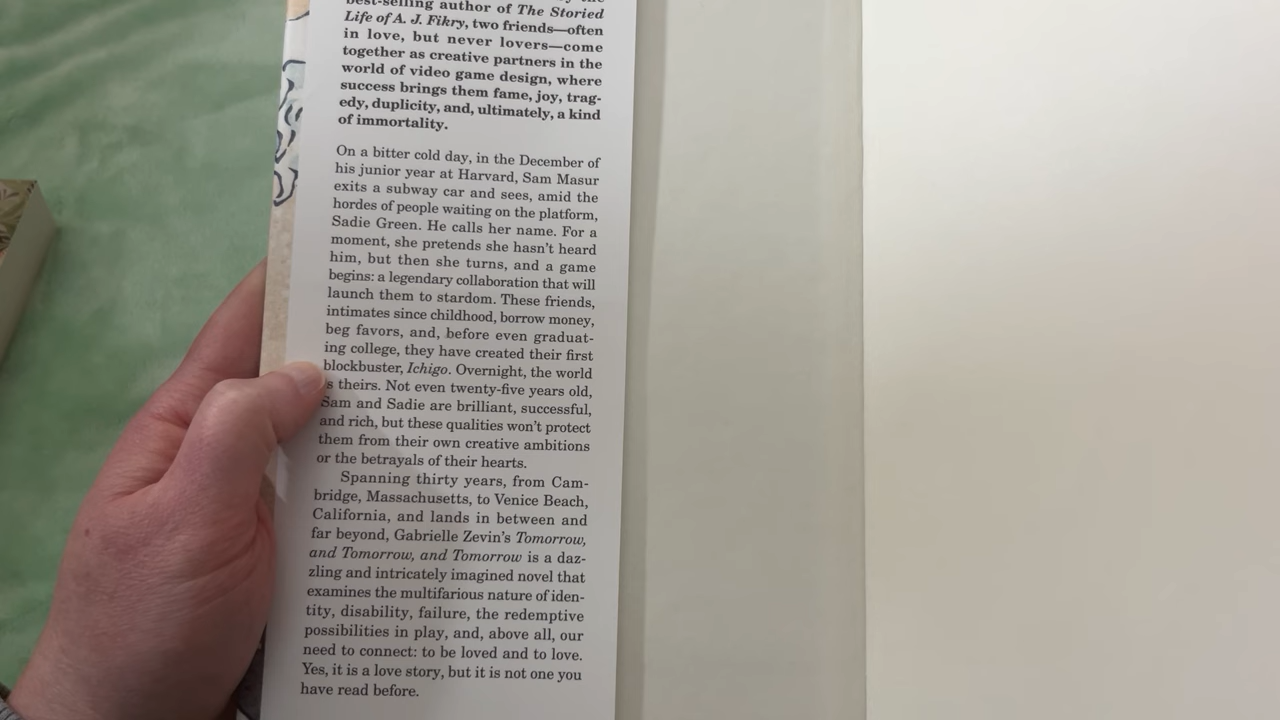 best-selling author of The Storied
Life of A. J. Fikry, two friends—often
in love, but never lovers—come
together as creative partners in the
world of video game design, where
success brings them fame, joy, trag-
edy, duplicity, and, ultimately, a kind
of immortality.
On a bitter cold day, in the December of
his junior year at Harvard, Sam Masur
exits a subway car and sees, amid the
hordes of people waiting on the platform,
Sadie Green. He calls her name. For a
moment, she pretends she hasn't heard
him, but then she turns, and a game
begins: a legendary collaboration that will
launch them to stardom. These friends,
intimates since childhood, borrow money,
beg favors, and, before even graduat-
ing college, they have created their first
blockbuster, Ichigo. Overnight, the world
s theirs. Not even twenty-five years old,
Sam and Sadie are brilliant, successful,
and rich, but these qualities won't protect
them from their own creative ambitions
or the betrayals of their hearts.
Spanning thirty years, from Cam-
bridge, Massachusetts, to Venice Beach,
California, and lands in between and
far beyond, Gabrielle Zevin's Tomorrow,
and Tomorrow, and Tomorrow is a daz-
zling and intricately imagined novel that
examines the multifarious nature of iden-
tity, disability, failure, the redemptive
possibilities in play, and, above all, our
need to connect: to be loved and to love.
Yes, it is a love story, but it is not one you
have read before.